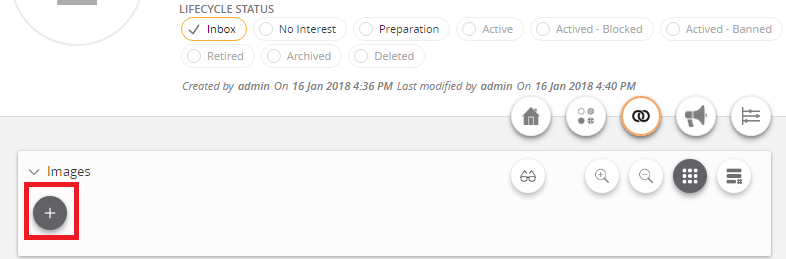 LIFECYCLE STATUS
Inbox No Interest Preparation Active Actived - Blocked Actived - Banned
Retired Archived Deleted
Created by admin On 16 Jan 2018 4:36 PM Last modified by admin On 16 Jan 2018 4:40 PM
Images